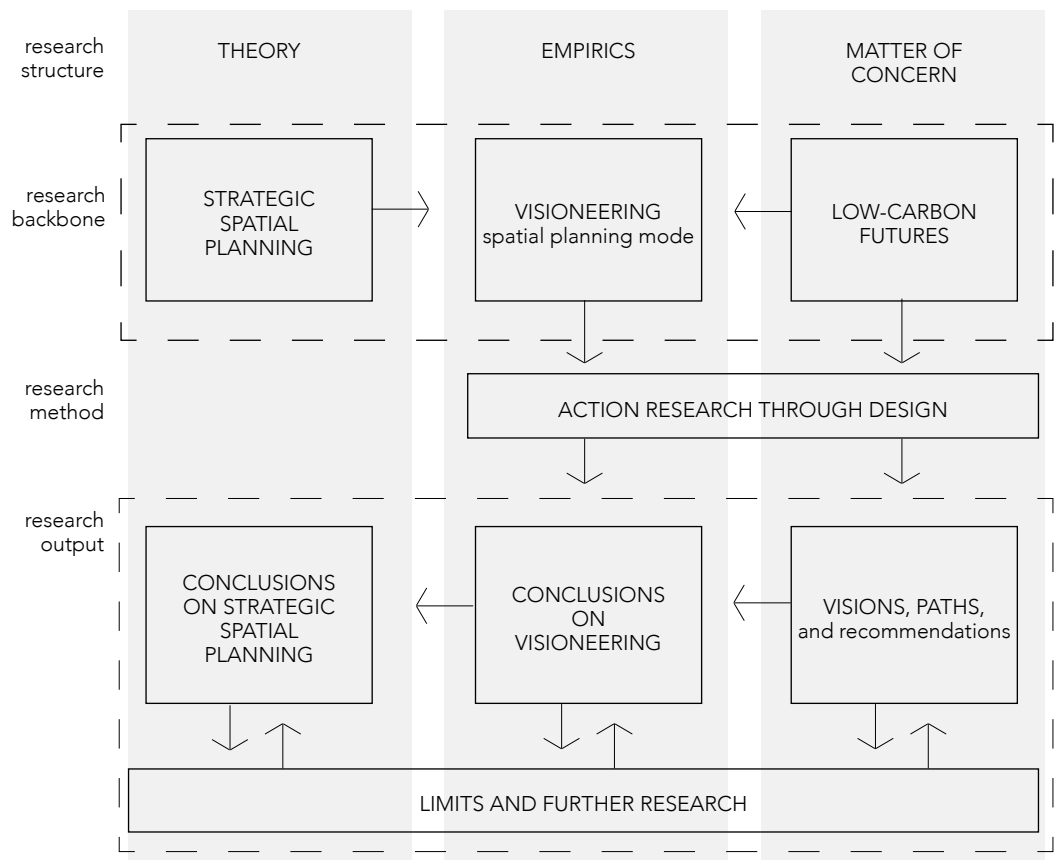 research
structure
THEORY
EMPIRICS
MATTER OF
CONCERN
research
backbone
STRATEGIC
SPATIAL
PLANNING
VISIONEERING
spatial planning mode
LOW-CARBON
FUTURES
research
method
ACTION RESEARCH THROUGH DESIGN
research
output
CONCLUSIONS
ON STRATEGIC
SPATIAL
PLANNING
CONCLUSIONS
ON
VISIONEERING
VISIONS, PATHS,
and recommendations
LIMITS AND FURTHER RESEARCH